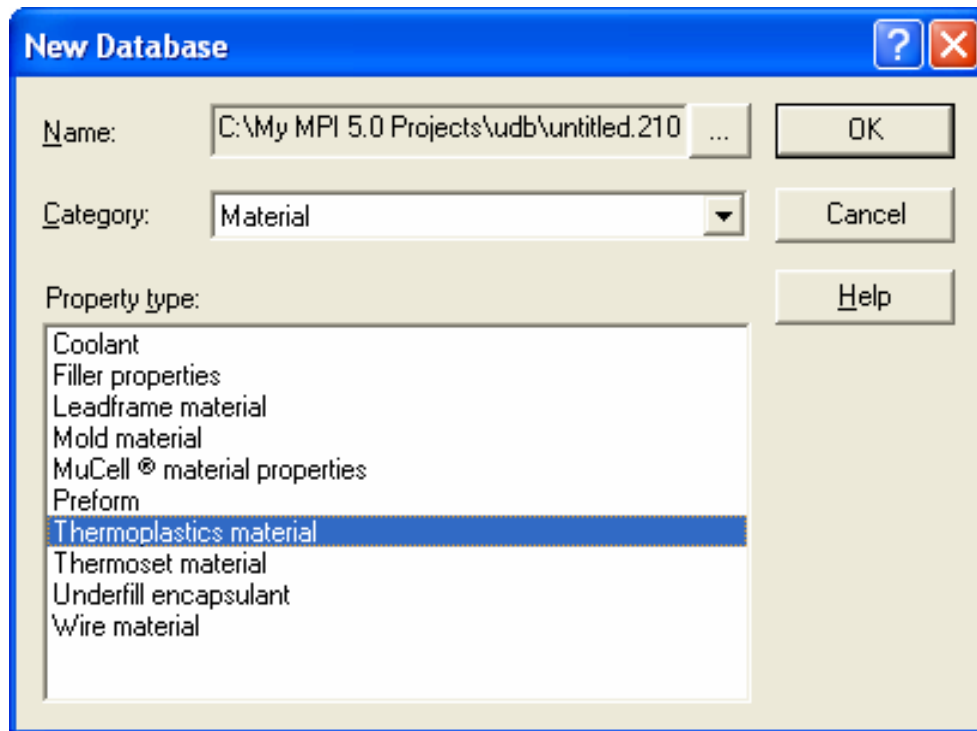 New Database
Name:
C:\My MPI 5.0 Projects\udb\untitled.210
...
OK
Category:
Material
Cancel
Property type:
Help
Coolant
Filler properties
Leadframe material
Mold material
MuCell ® material properties
Preform
Thermoplastics material
Thermoset material
Underfill encapsulant
Wire material